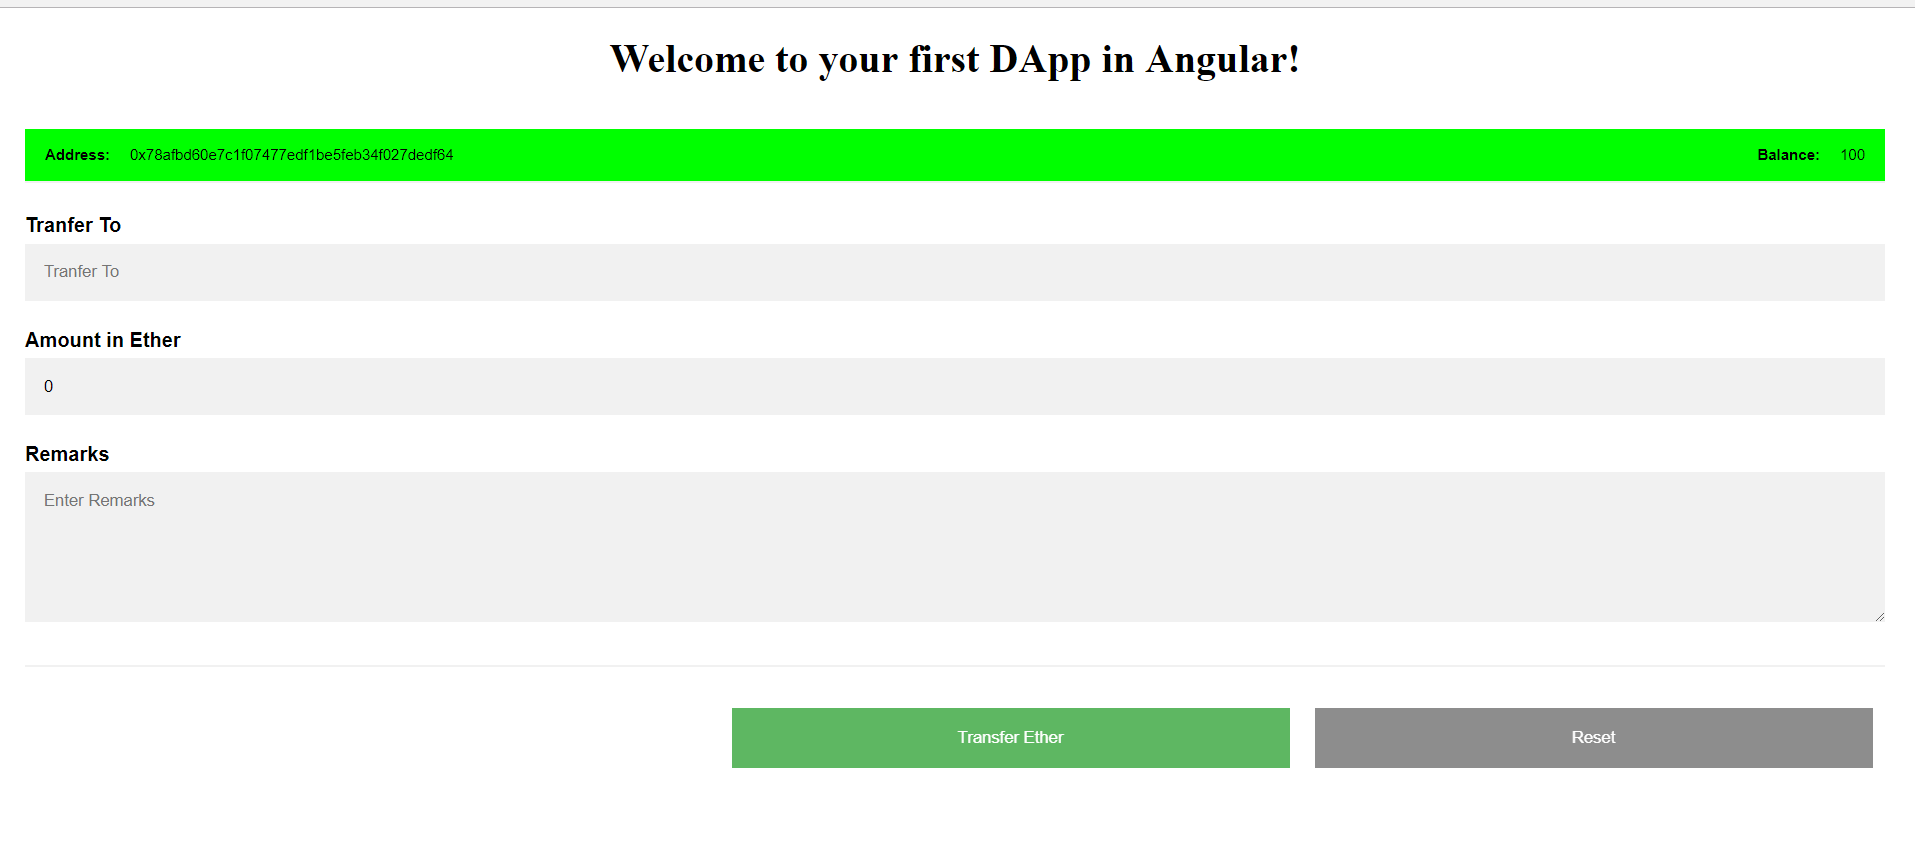 Welcome to your first DApp in Angular!
Address: 0x78afbd60e7c1f07477edf1be5feb34f027dedf64 Balance: 100
Tranfer To
Tranfer To
Amount in Ether
0
Remarks
Enter Remarks
Transfer Ether Reset